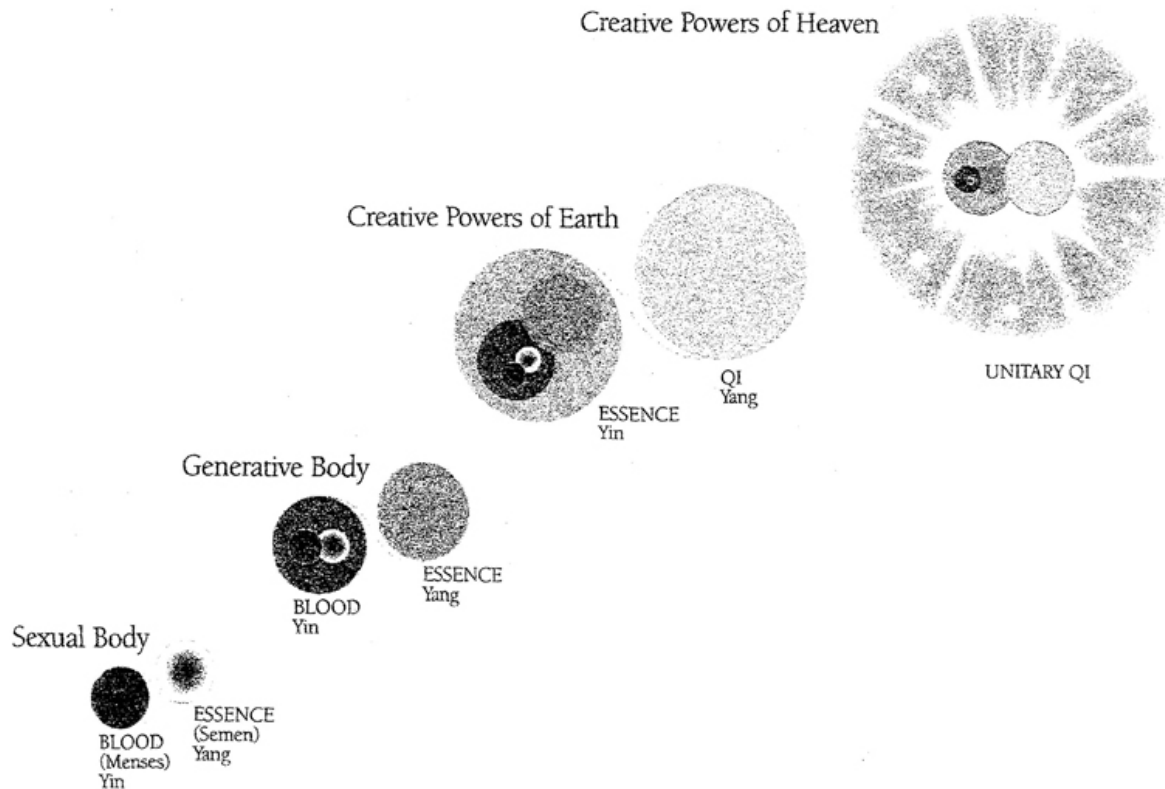 Creative Powers of Heaven
Creative Powers of Earth
UNITARY QI
QI
Yang
ESSENCE
Yin
Generative Body
ESSENCE
Yang
BLOOD
Yin
Sexual Body
ESSENCE
(Semen)
Yang
BLOOD
(Menses)
Yin